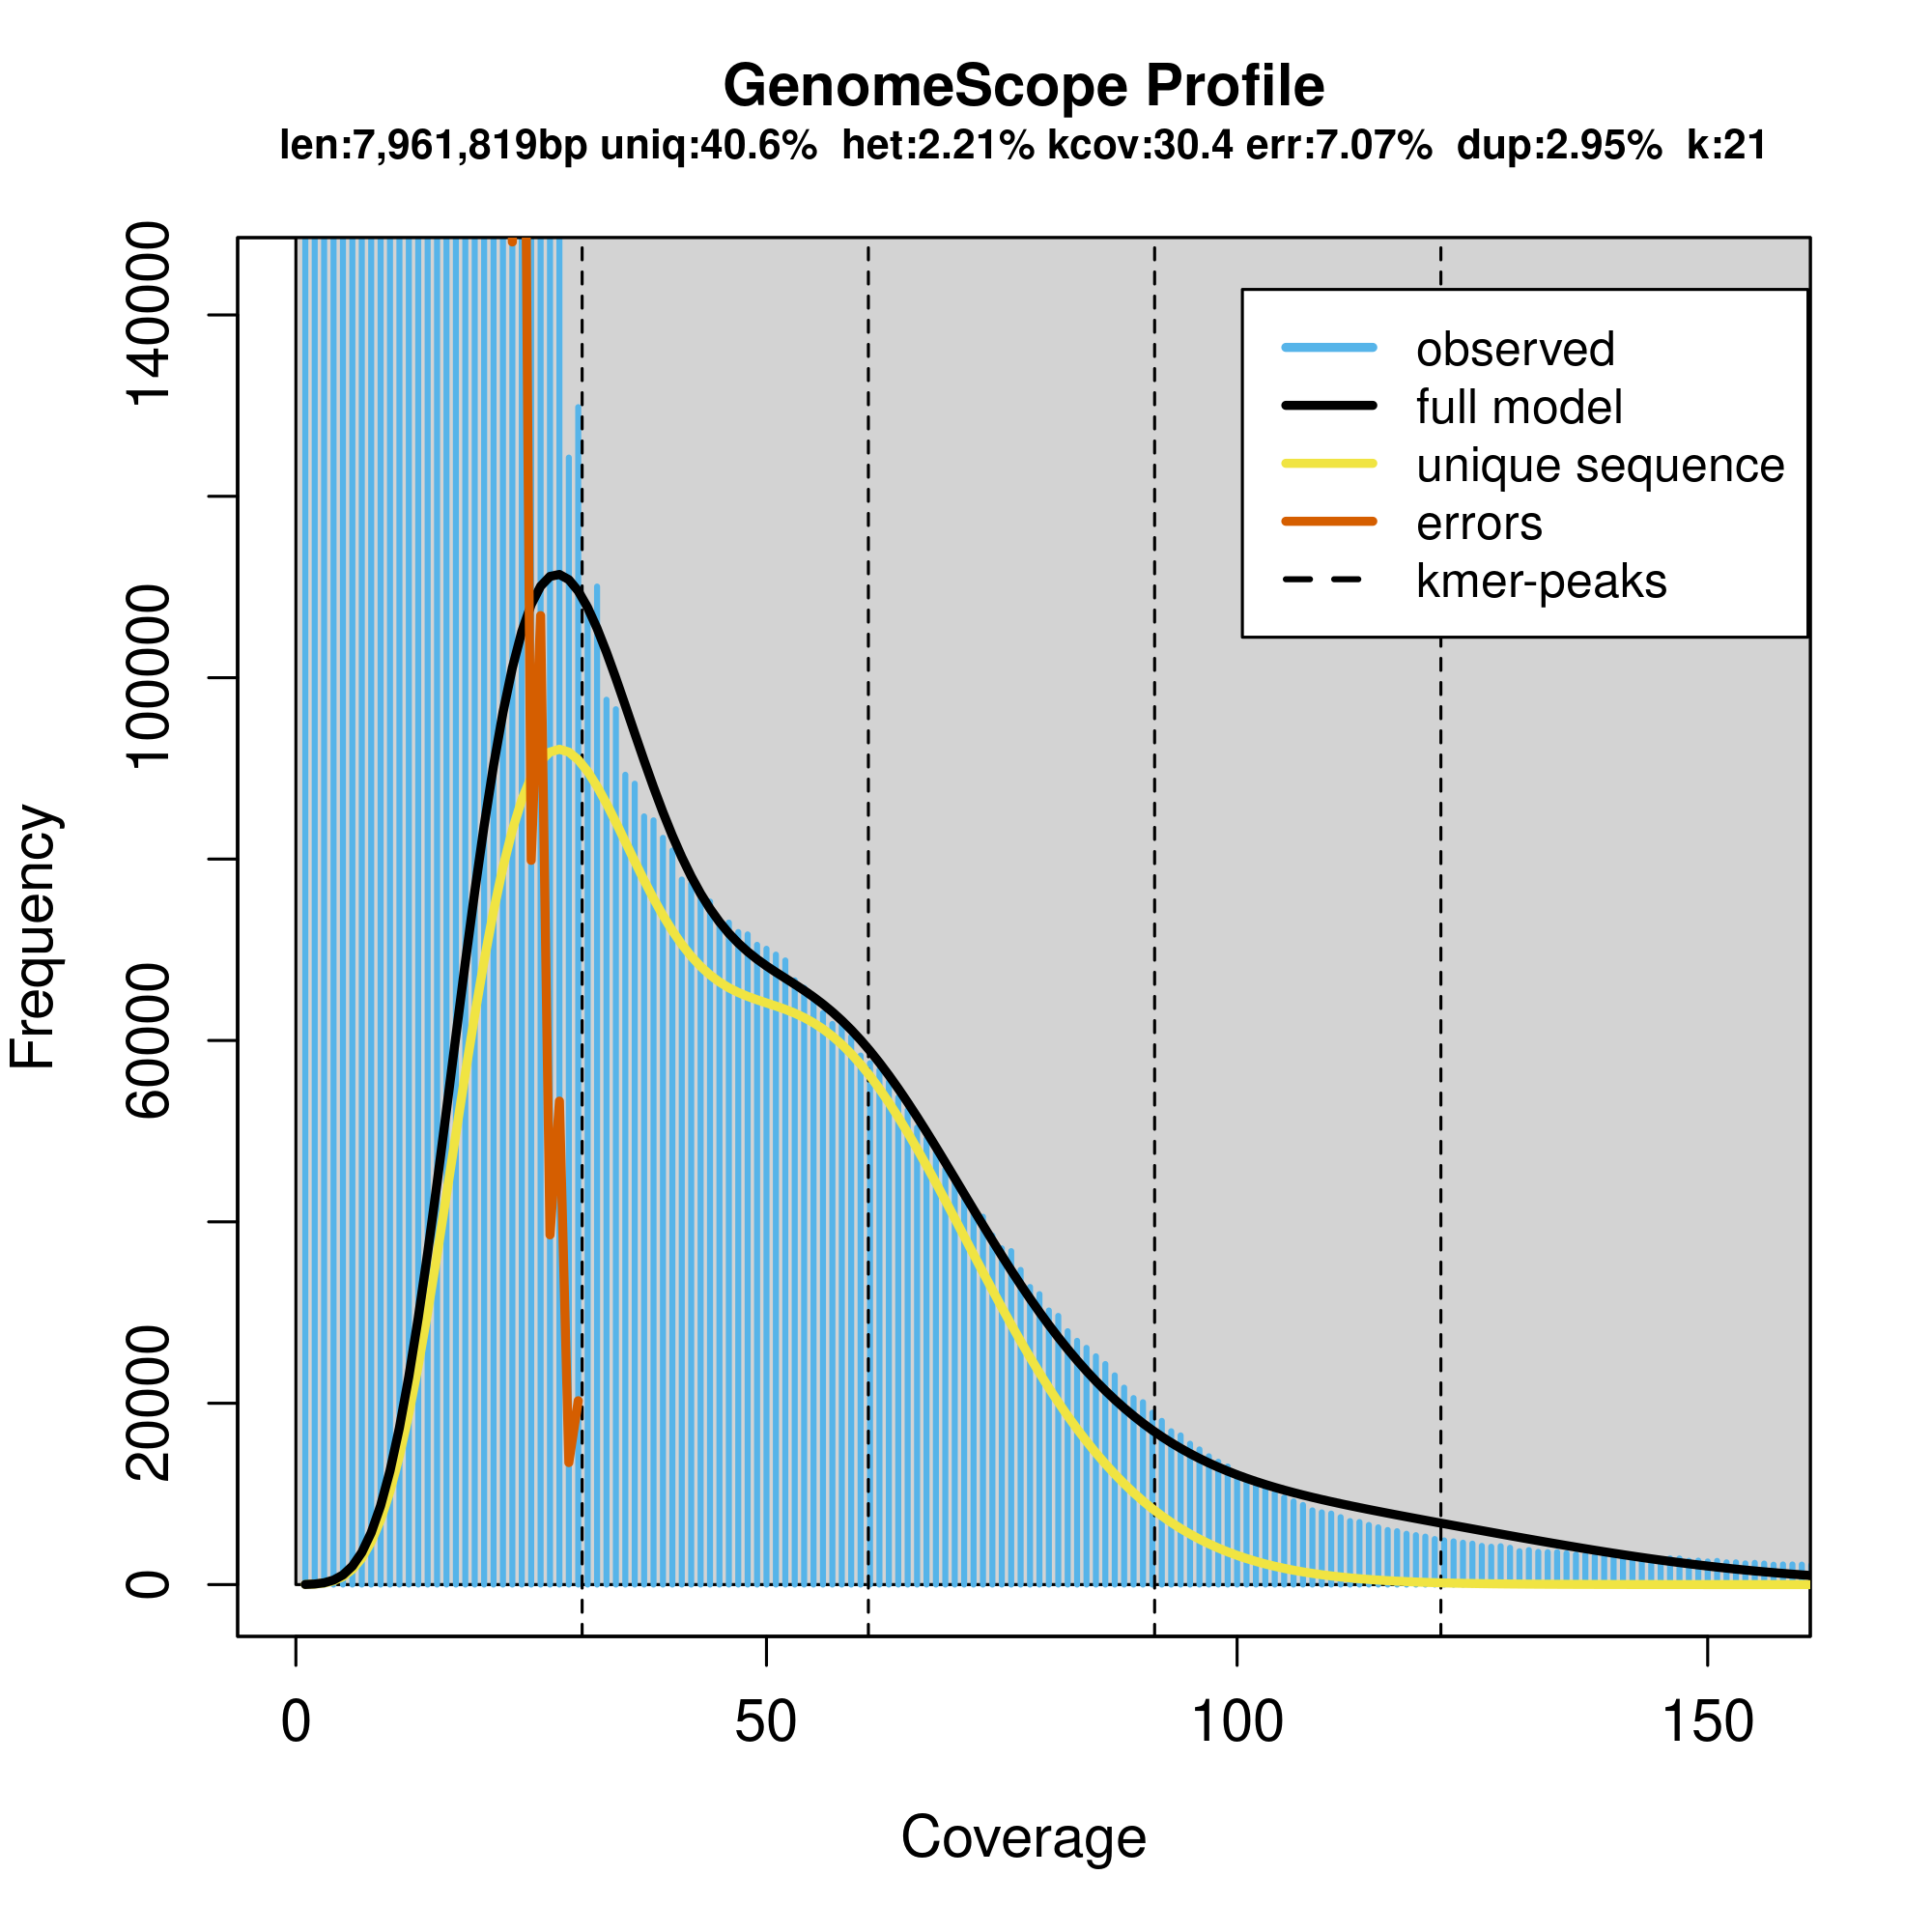 GenomeScope Profile
len:7,961,819bp uniq:40.6% het:2.21% kcov:30.4 err:7.07% dup:2.95% k:21
140000
100000
60000
20000
0
Frequency
observed
full model
unique sequence
errors
kmer-peaks
0 50 100 150
Coverage